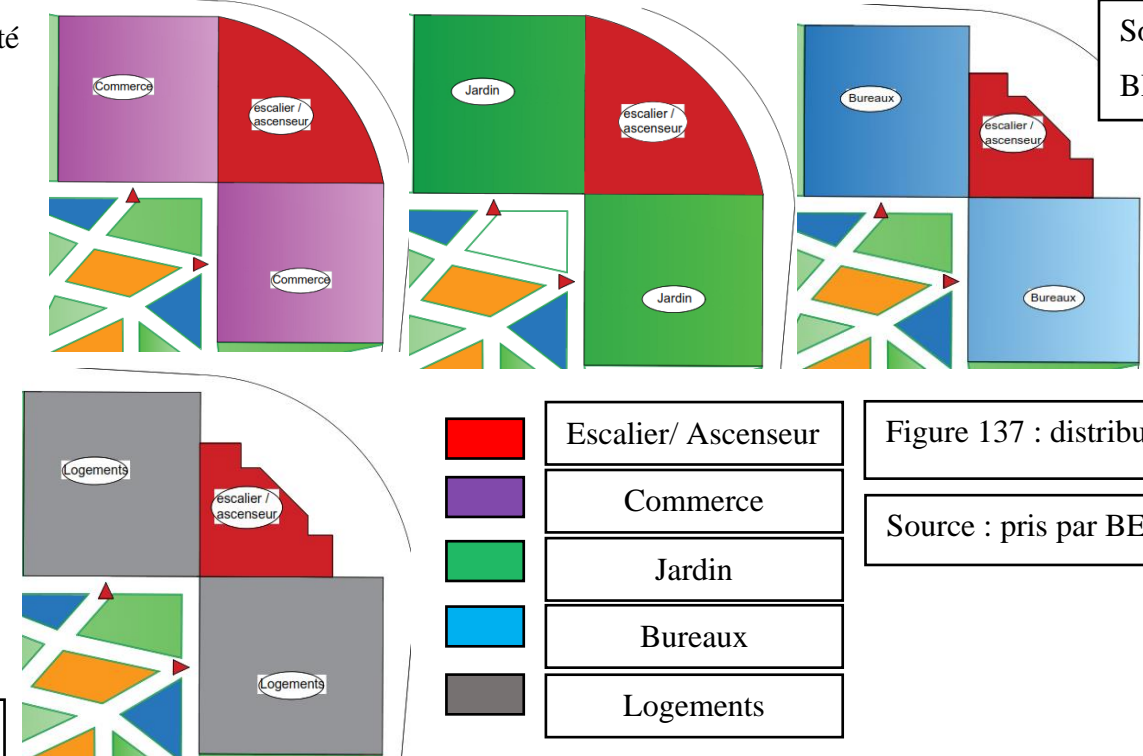 té
Commerce
escalier /
ascenseur
Commerce
Jardin
escalier /
ascenseur
Jardin
Bureaux
escalier /
ascenseur
Bureaux
Logements
escalier /
ascenseur
Logements
Escalier/ Ascenseur
Commerce
Jardin
Bureaux
Logements
Figure 137 : distribu
Source : pris par BE